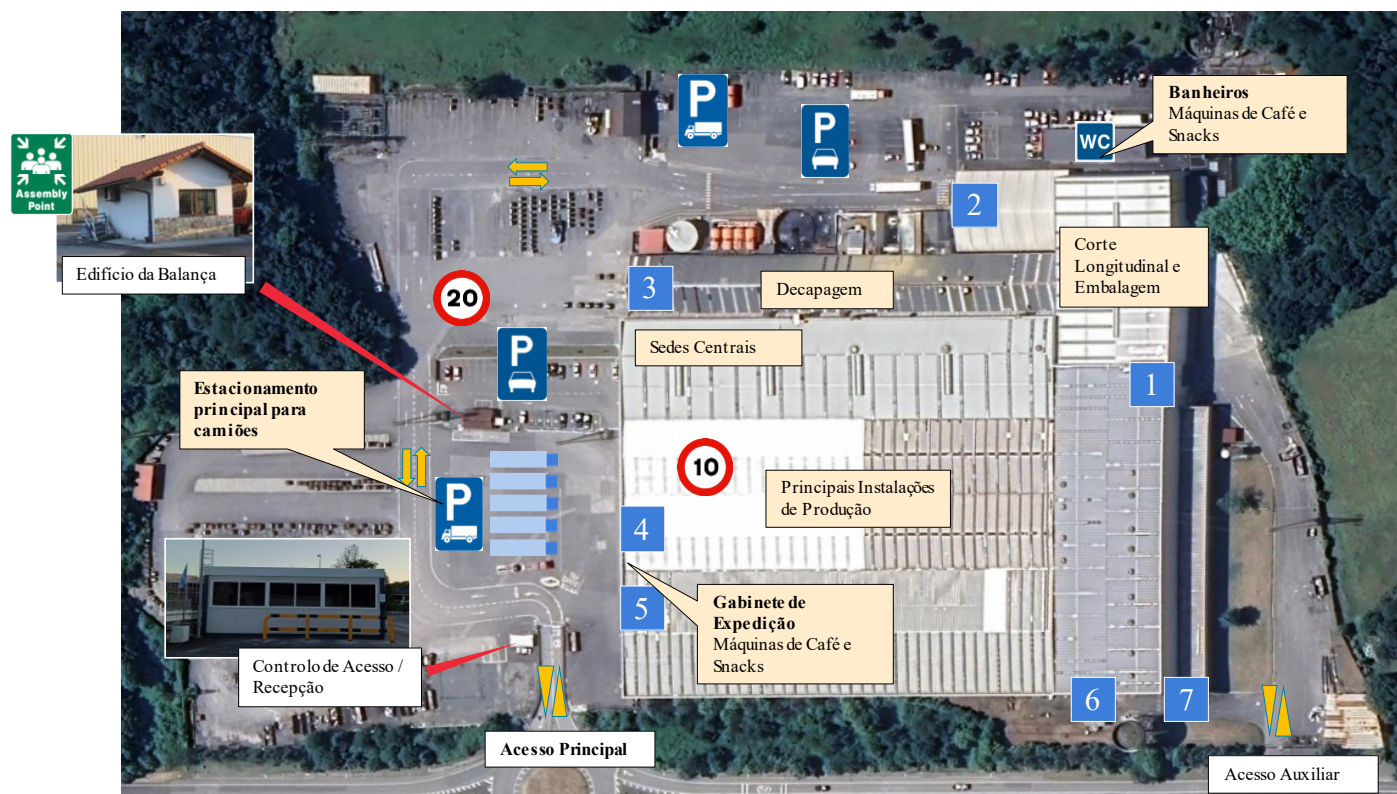 P
P
Banheiros
Máquinas de Café e
Snacks
WC
Assembly
Point
Edifício da Balança
2
Corte
Longitudinal e
Embalagem
3
Decapagem
20
Sedes Centrais
P
1
Estacionamento
principal para
camiões
10
Principais Instalações
de Produção
P
4
5
Gabinete de
Expedição
Máquinas de Café e
Snacks
Controlo de Acesso /
Recepção
6
7
Acesso Principal
Acesso Auxiliar